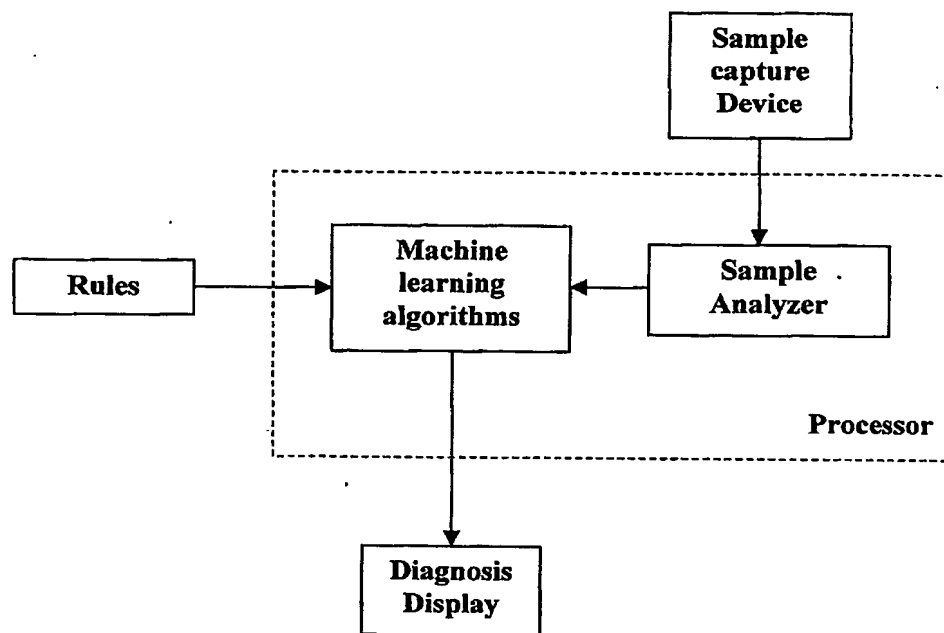 Sample
capture
Device
Machine
learning
algorithms
Rules
Sample
Analyzer
Processor
Diagnosis
Display